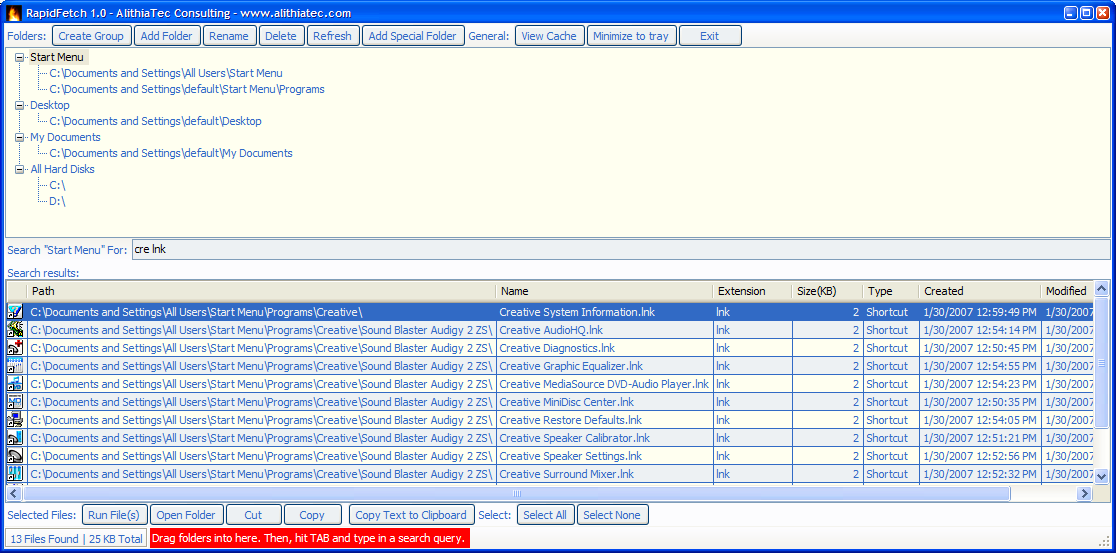 RapidFetch 1.0 - AlithiaTec Consulting - www.alithiatec.com
Folders: Create Group Add Folder Rename Delete Refresh Add Special Folder General: View Cache Minimize to tray Exit
Start Menu
C:\Documents and Settings\All Users\Start Menu
C:\Documents and Settings\default\Start Menu\Programs
Desktop
C:\Documents and Settings\default\Desktop
My Documents
C:\Documents and Settings\default\My Documents
All Hard Disks
C:\
D:\
Search "Start Menu" For: cre lnk
Search results:
Path Name Extension Size(KB) Type Created Modified
C:\Documents and Settings\All Users\Start Menu\Programs\Creative\ Creative System Information.lnk lnk 2 Shortcut 1/30/2007 12:59:49 PM 1/30/2007
C:\Documents and Settings\All Users\Start Menu\Programs\Creative\Sound Blaster Audigy 2 ZS\ Creative AudioHQ.lnk lnk 2 Shortcut 1/30/2007 12:54:14 PM 1/30/2007
C:\Documents and Settings\All Users\Start Menu\Programs\Creative\Sound Blaster Audigy 2 ZS\ Creative Diagnostics.lnk lnk 2 Shortcut 1/30/2007 12:50:45 PM 1/30/2007
C:\Documents and Settings\All Users\Start Menu\Programs\Creative\Sound Blaster Audigy 2 ZS\ Creative Graphic Equalizer.lnk lnk 2 Shortcut 1/30/2007 12:54:55 PM 1/30/2007
C:\Documents and Settings\All Users\Start Menu\Programs\Creative\Sound Blaster Audigy 2 ZS\ Creative MediaSource DVD-Audio Player.lnk lnk 2 Shortcut 1/30/2007 12:54:23 PM 1/30/2007
C:\Documents and Settings\All Users\Start Menu\Programs\Creative\Sound Blaster Audigy 2 ZS\ Creative MiniDisc Center.lnk lnk 2 Shortcut 1/30/2007 12:50:35 PM 1/30/2007
C:\Documents and Settings\All Users\Start Menu\Programs\Creative\Sound Blaster Audigy 2 ZS\ Creative Restore Defaults.lnk lnk 2 Shortcut 1/30/2007 12:54:05 PM 1/30/2007
C:\Documents and Settings\All Users\Start Menu\Programs\Creative\Sound Blaster Audigy 2 ZS\ Creative Speaker Calibrator.lnk lnk 2 Shortcut 1/30/2007 12:51:21 PM 1/30/2007
C:\Documents and Settings\All Users\Start Menu\Programs\Creative\Sound Blaster Audigy 2 ZS\ Creative Speaker Settings.lnk lnk 2 Shortcut 1/30/2007 12:52:56 PM 1/30/2007
C:\Documents and Settings\All Users\Start Menu\Programs\Creative\Sound Blaster Audigy 2 ZS\ Creative Surround Mixer.lnk lnk 2 Shortcut 1/30/2007 12:52:32 PM 1/30/2007
Selected Files: Run File(s) Open Folder Cut Copy Copy Text to Clipboard Select: Select All Select None
13 Files Found | 25 KB Total Drag folders into here. Then, hit TAB and type in a search query.